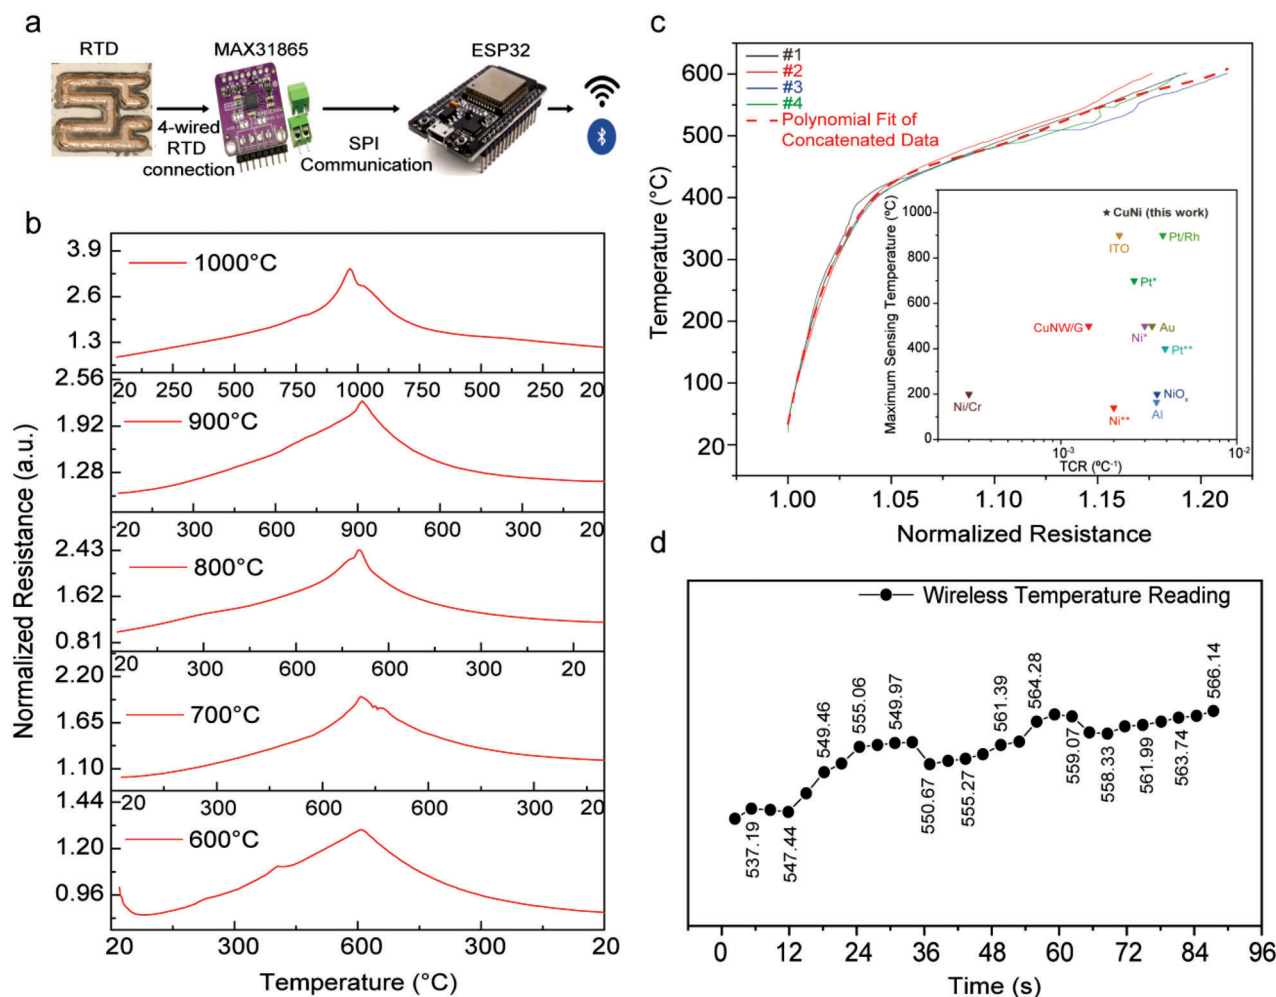 a
RTD
MAX31865
ESP32
4-wired
RTD
connection
SPI
Communication
b
3.9
2.6
1.3
1000°C
20 250 500 750 1000 750 500 250 20
2.56
1.92
1.28
900°C
20 300 600 900 600 300 20
2.43
1.62
0.81
800°C
20 300 600 900 600 300 20
2.20
1.65
1.10
700°C
20 300 600 600 300 20
1.44
1.20
0.96
600°C
20 300 600 300 20
Normalized Resistance (a.u.)
Temperature (°C)
c
#1
#2
#3
#4
Polynomial Fit of
Concatenated Data
600
500
400
300
200
100
20
Temperature (°C)
1.00 1.05 1.10 1.15 1.20
Normalized Resistance
1000
800
600
400
200
0
Maximum Sensing Temperature (ºC)
CuNi (this work)
ITO
Pt/Rh
Pt*
CuNW/G
Ni*
Au
Pt**
Ni/Cr
NiOx
Al
Ni**
10-3 10-2
TCR (ºC-1)
d
Wireless Temperature Reading
537.19
547.44
549.46
555.06
549.97
550.67
555.27
561.39
564.28
559.07
558.33
561.99
563.74
566.14
0 12 24 36 48 60 72 84 96
Time (s)